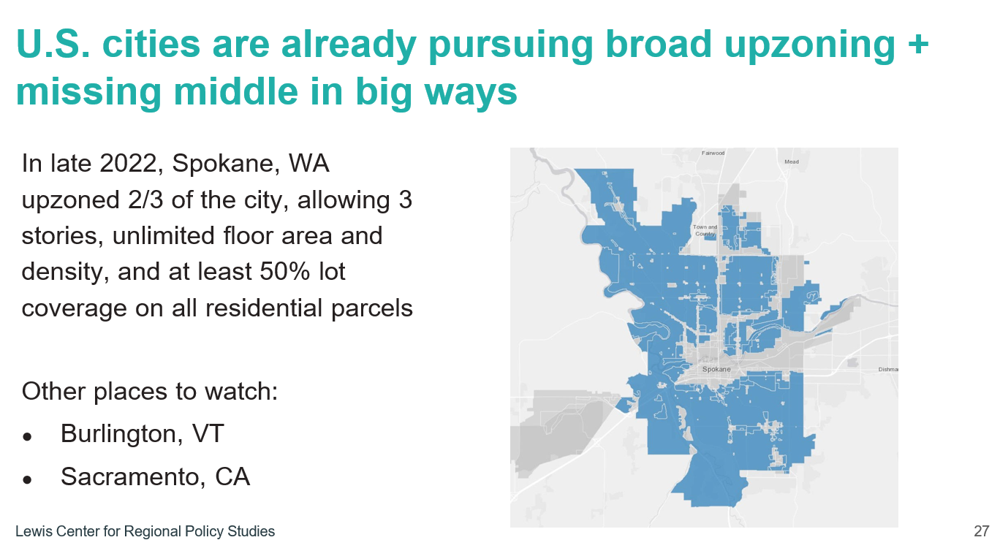 U.S. cities are already pursuing broad upzoning +
missing middle in big ways
In late 2022, Spokane, WA
upzoned 2/3 of the city, allowing 3
stories, unlimited floor area and
density, and at least 50% lot
coverage on all residential parcels
Other places to watch:
● Burlington, VT
● Sacramento, CA
Fairwood
Mead
Town and
Country
Spokane
Dishma
Lewis Center for Regional Policy Studies
27